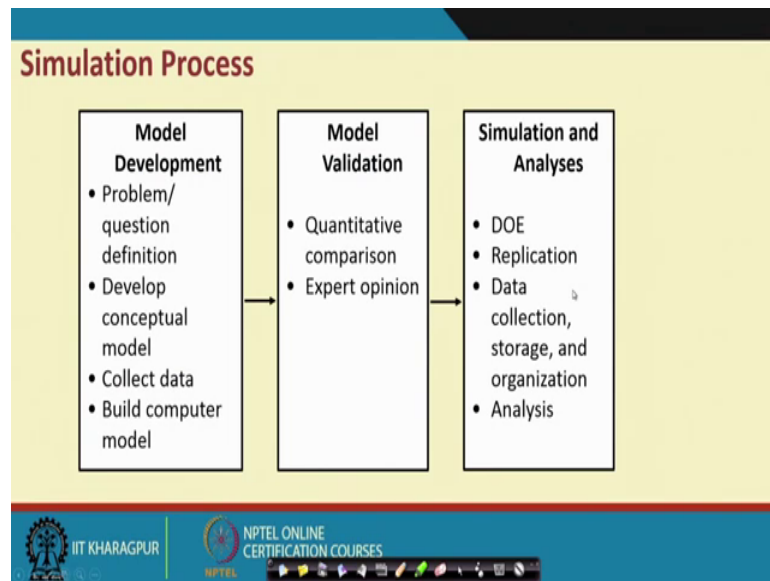 Simulation Process
Model
Development
• Problem/
question
definition
• Develop
conceptual
model
• Collect data
• Build computer
model
Model
Validation
• Quantitative
comparison
• Expert opinion
Simulation and
Analyses
• DOE
• Replication
• Data
collection,
storage, and
organization
• Analysis
IIT KHARAGPUR
NPTEL
NPTEL ONLINE
CERTIFICATION COURSES